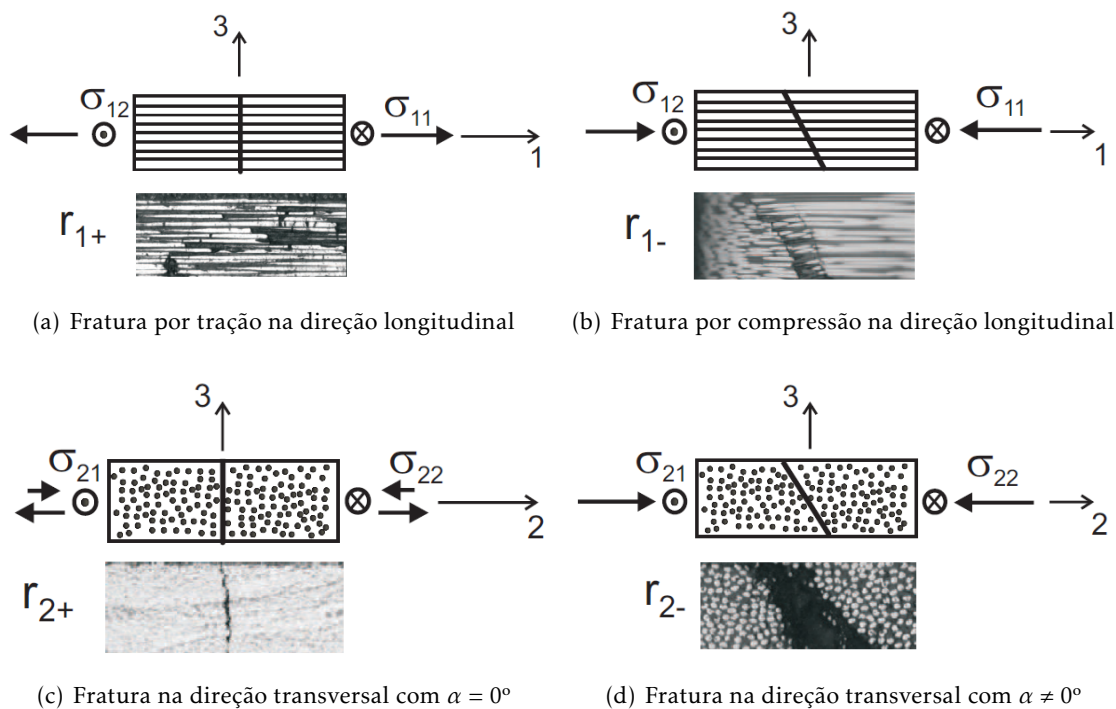 3
3
σ12
σ11
1
σ12
σ11
1
r1+
r1-
(a) Fratura por tração na direção longitudinal
(b) Fratura por compressão na direção longitudinal
3
3
σ21
σ22
2
σ21
σ22
2
r2+
r2-
(c) Fratura na direção transversal com α = 0º
(d) Fratura na direção transversal com α ≠ 0º